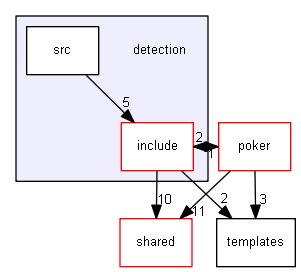 src
detection
5
include
2
1
poker
10
2
11
3
shared
templates